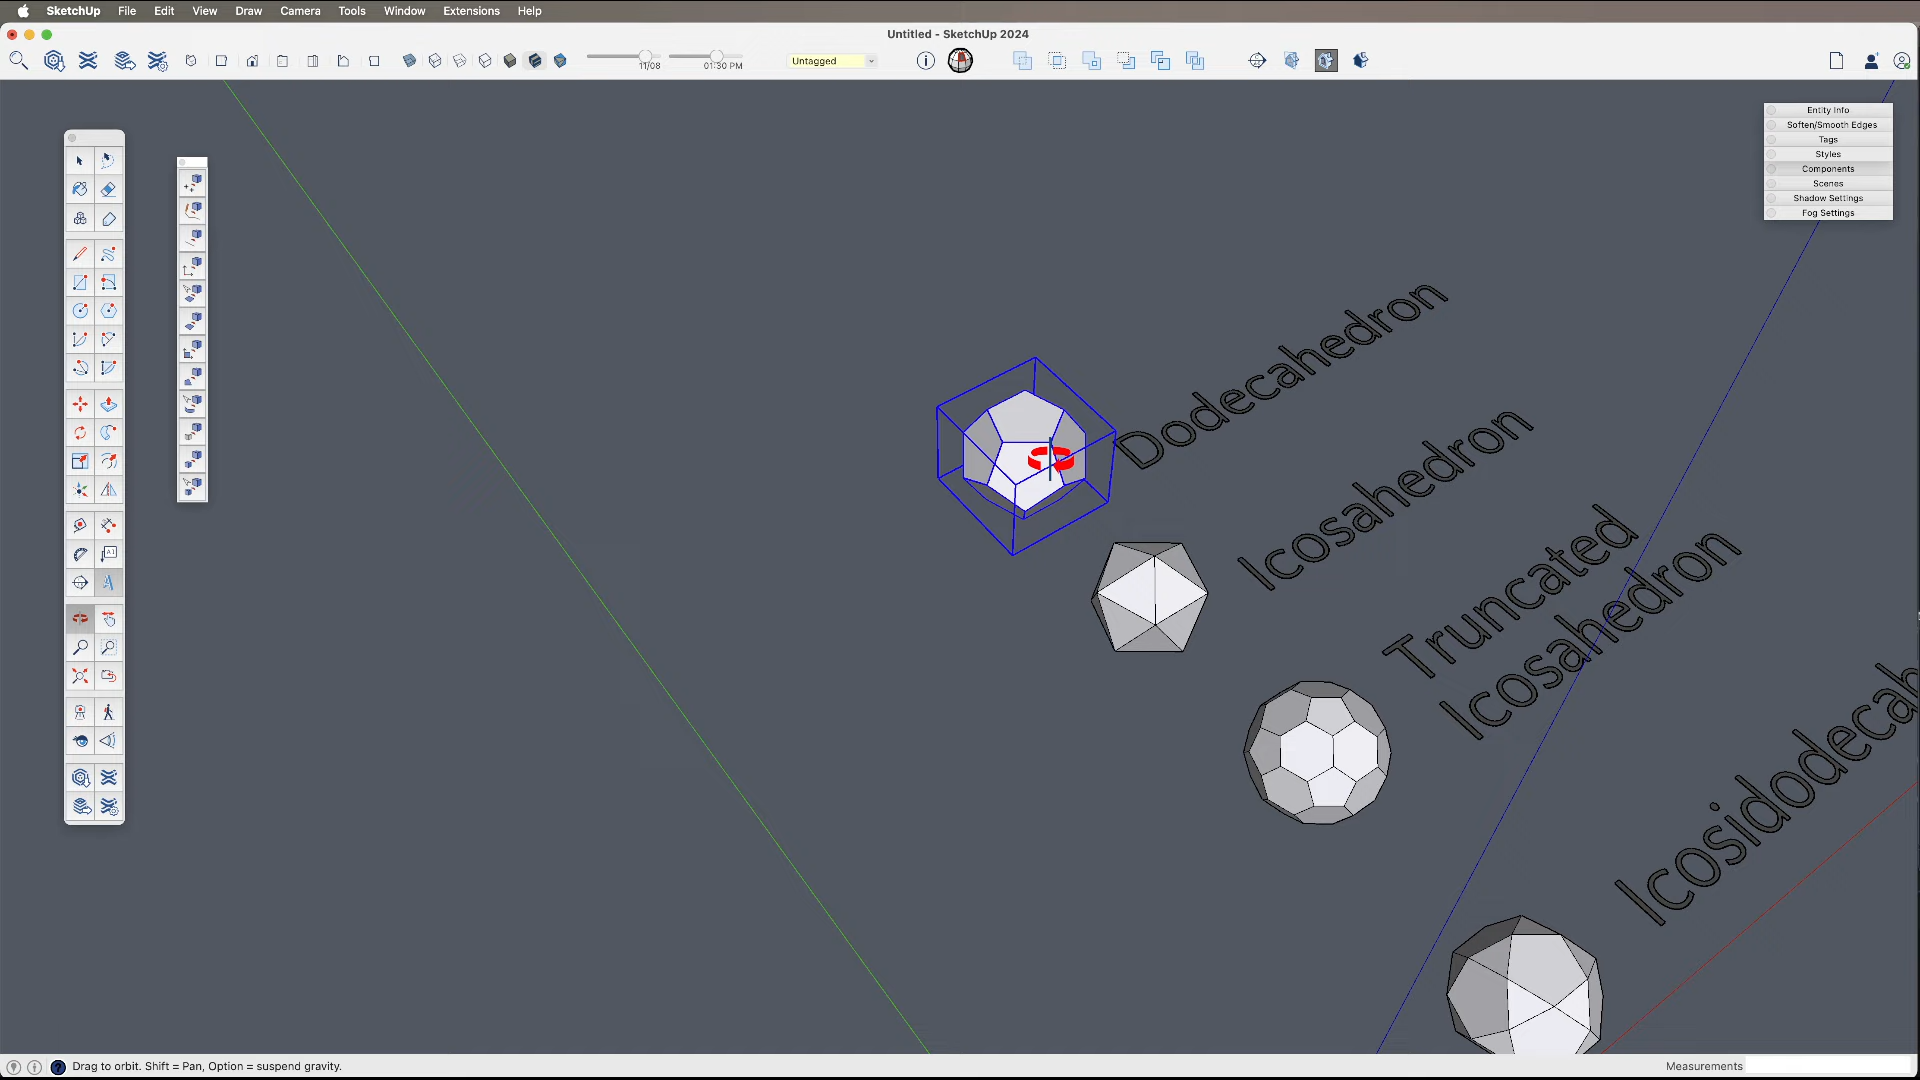 SketchUp File Edit View Draw Camera Tools Window Extensions Help
Untitled - SketchUp 2024
11/08
01:30 PM
Untagged
Entity Info
Soften/Smooth Edges
Tags
Styles
Components
Scenes
Shadow Settings
Fog Settings
A1
Dodecahedron
Icosahedron
Truncated
Icosahedron
Icosidodecah
Drag to orbit. Shift = Pan, Option = suspend gravity.
Measurements